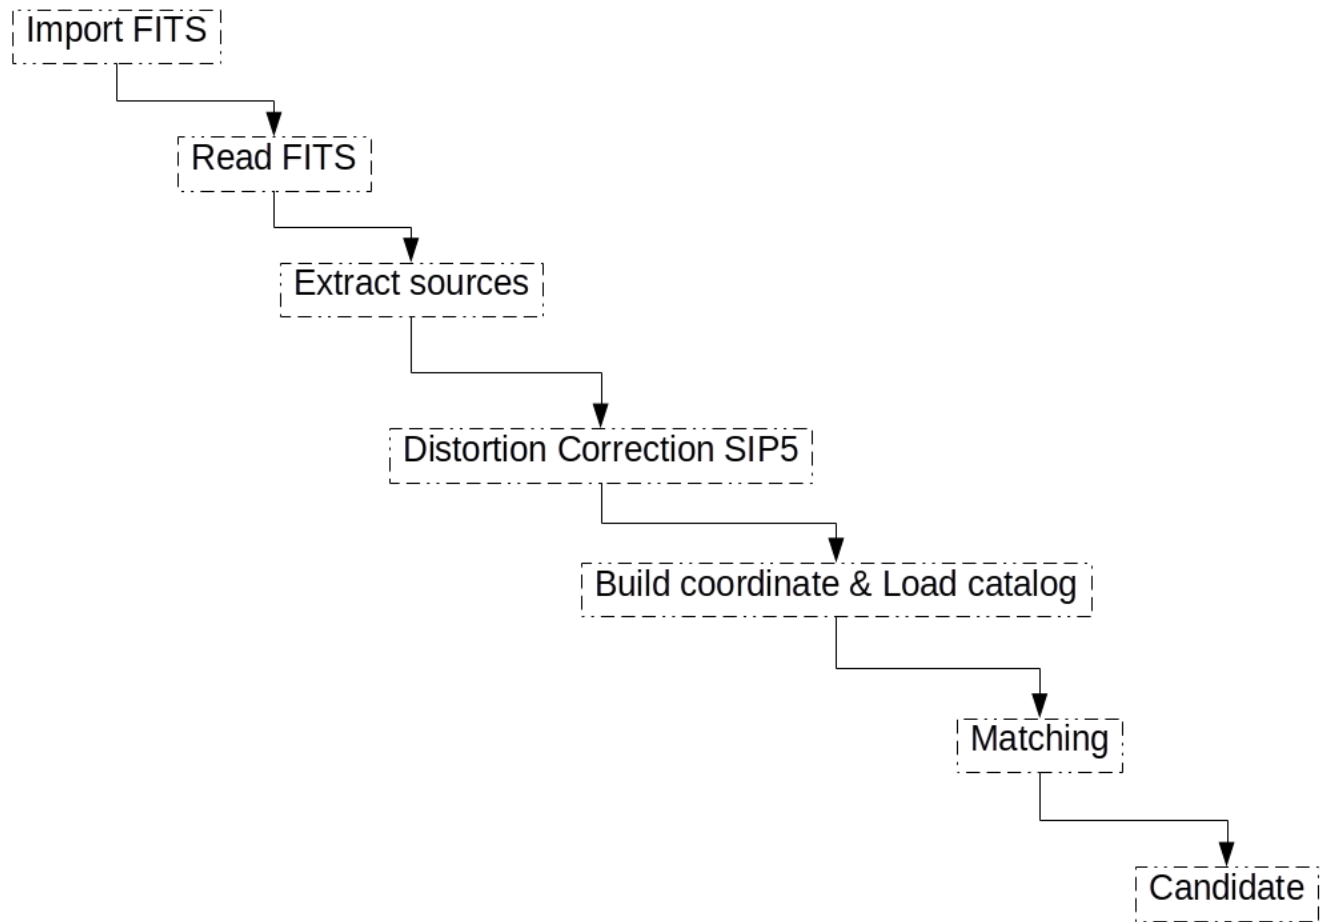 Import FITS
Read FITS
Extract sources
Distortion Correction SIP5
Build coordinate & Load catalog
Matching
Candidate